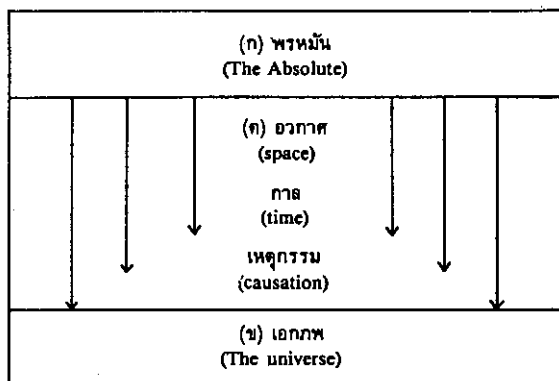 (ก) พรหมัน
(The Absolute)
(ค) อวกาศ
(space)
กาล
(time)
เหตุกรรม
(causation)
(ข) เอกภพ
(The universe)